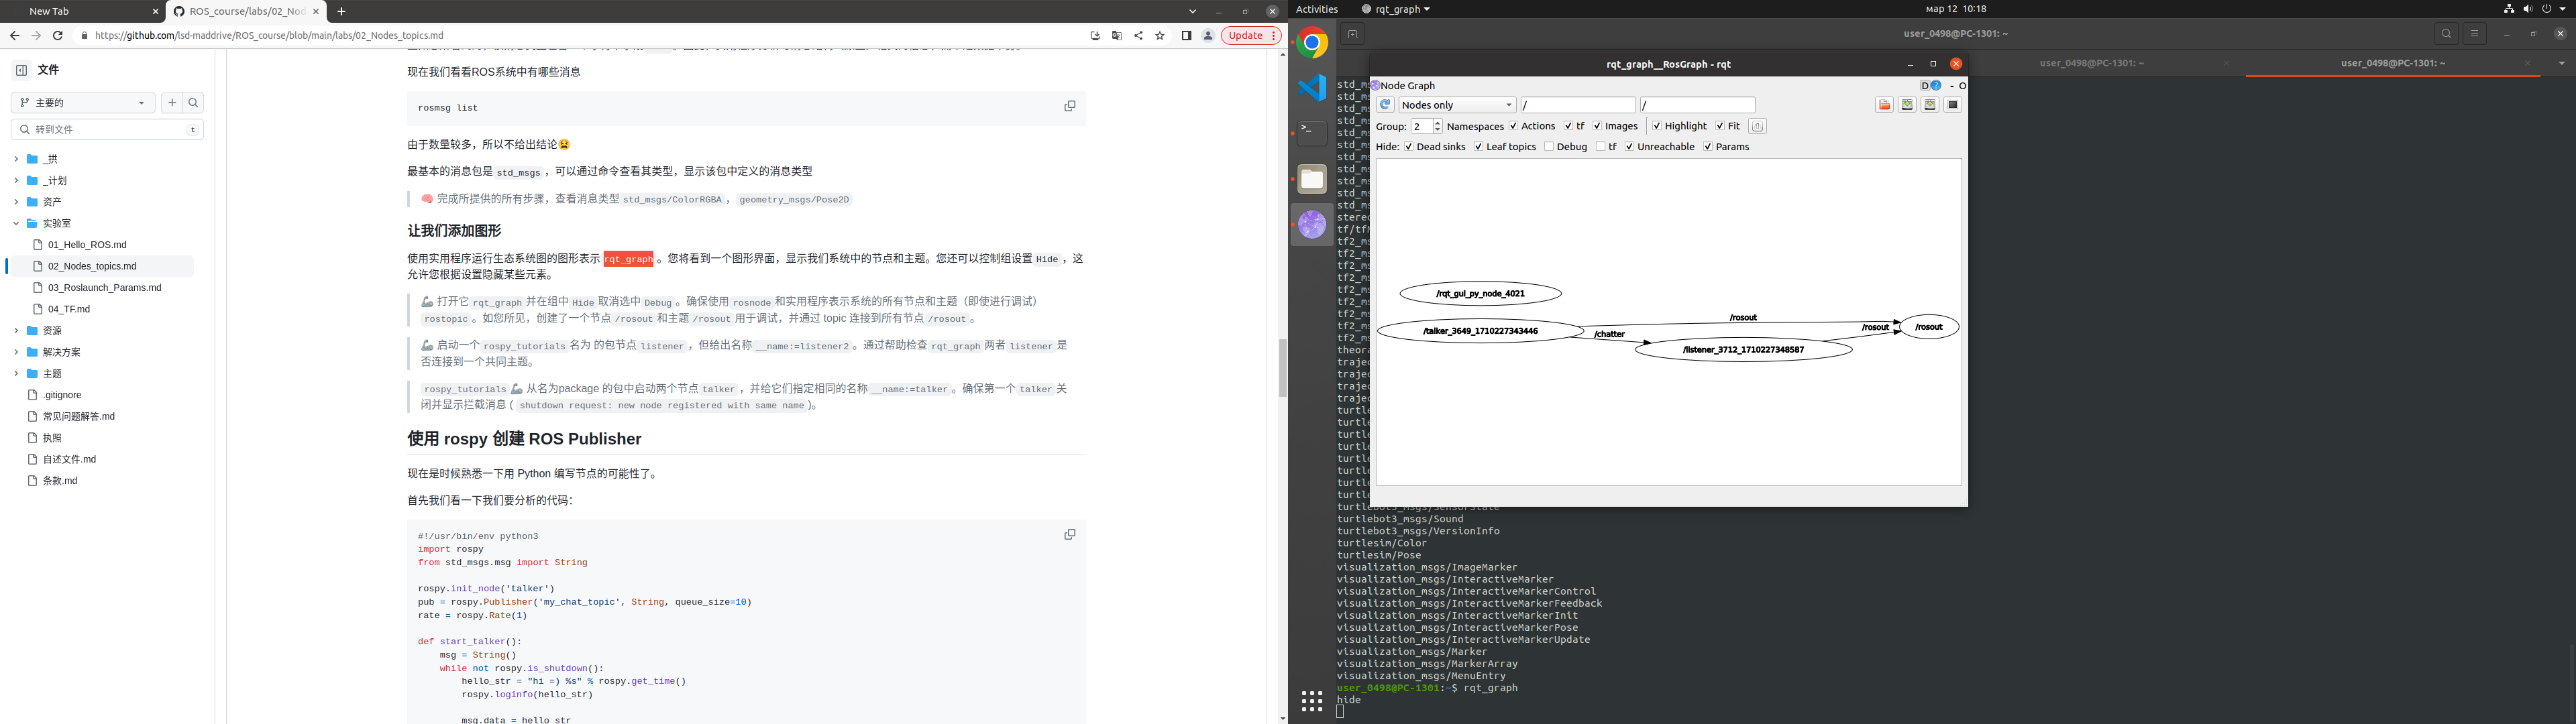 New Tab
ROS_course/labs/02_Nod
https://github.com/lsd-maddrive/ROS_course/blob/main/labs/02_Nodes_topics.md
Update
文件
主要的
转到文件
t
_拱
_计划
资产
实验室
01_Hello_ROS.md
02_Nodes_topics.md
03_Roslaunch_Params.md
04_TF.md
资源
解决方案
主题
.gitignore
常见问题解答.md
执照
自述文件.md
条款.md
现在我们看看ROS系统中有哪些消息
rosmsg list
由于数量较多，所以不给出结论😫
最基本的消息包是 std_msgs ，可以通过命令查看其类型，显示该包中定义的消息类型
🧠 完成所提供的所有步骤，查看消息类型 std_msgs/ColorRGBA ， geometry_msgs/Pose2D
让我们添加图形
使用实用程序运行生态系统图的图形表示 rqt_graph 。您将看到一个图形界面，显示我们系统中的节点和主题。您还可以控制组设置 Hide ，这
允许您根据设置隐藏某些元素。
🦾 打开它 rqt_graph 并在组中 Hide 取消选中 Debug 。确保使用 rosnode 和实用程序表示系统的所有节点和主题（即使进行调试）
rostopic 。如您所见，创建了一个节点 /rosout 和主题 /rosout 用于调试，并通过 topic 连接到所有节点 /rosout 。
🦾 启动一个 rospy_tutorials 名为 的包节点 listener ，但给出名称 __name:=listener2 。通过帮助检查 rqt_graph 两者 listener 是
否连接到一个共同主题。
rospy_tutorials 🦾 从名为package 的包中启动两个节点 talker ，并给它们指定相同的名称 __name:=talker 。确保第一个 talker 关
闭并显示拦截消息 ( shutdown request: new node registered with same name )。
使用 rospy 创建 ROS Publisher
现在是时候熟悉一下用 Python 编写节点的可能性了。
首先我们看一下我们要分析的代码：
#!/usr/bin/env python3
import rospy
from std_msgs.msg import String
rospy.init_node('talker')
pub = rospy.Publisher('my_chat_topic', String, queue_size=10)
rate = rospy.Rate(1)
def start_talker():
msg = String()
while not rospy.is_shutdown():
hello_str = "hi =) %s" % rospy.get_time()
rospy.loginfo(hello_str)
msg.data = hello_str
Activities
rqt_graph
мар 12 10:18
user_0498@PC-1301: ~
user_0498@PC-1301: ~
user_0498@PC-1301: ~
rqt_graph__RosGraph - rqt
Node Graph
D
- O
Nodes only
/
/
Group:
2
Namespaces
Actions
tf
Images
Highlight
Fit
Hide:
Dead sinks
Leaf topics
Debug
tf
Unreachable
Params
/rqt_gui_py_node_4021
/talker_3649_1710227343446
/rosout
/chatter
/listener_3712_1710227348587
/rosout
/rosout
turtlebot3_msgs/SensorState
turtlebot3_msgs/Sound
turtlebot3_msgs/VersionInfo
turtlesim/Color
turtlesim/Pose
visualization_msgs/ImageMarker
visualization_msgs/InteractiveMarker
visualization_msgs/InteractiveMarkerControl
visualization_msgs/InteractiveMarkerFeedback
visualization_msgs/InteractiveMarkerInit
visualization_msgs/InteractiveMarkerPose
visualization_msgs/InteractiveMarkerUpdate
visualization_msgs/Marker
visualization_msgs/MarkerArray
visualization_msgs/MenuEntry
user_0498@PC-1301:~$ rqt_graph
hide